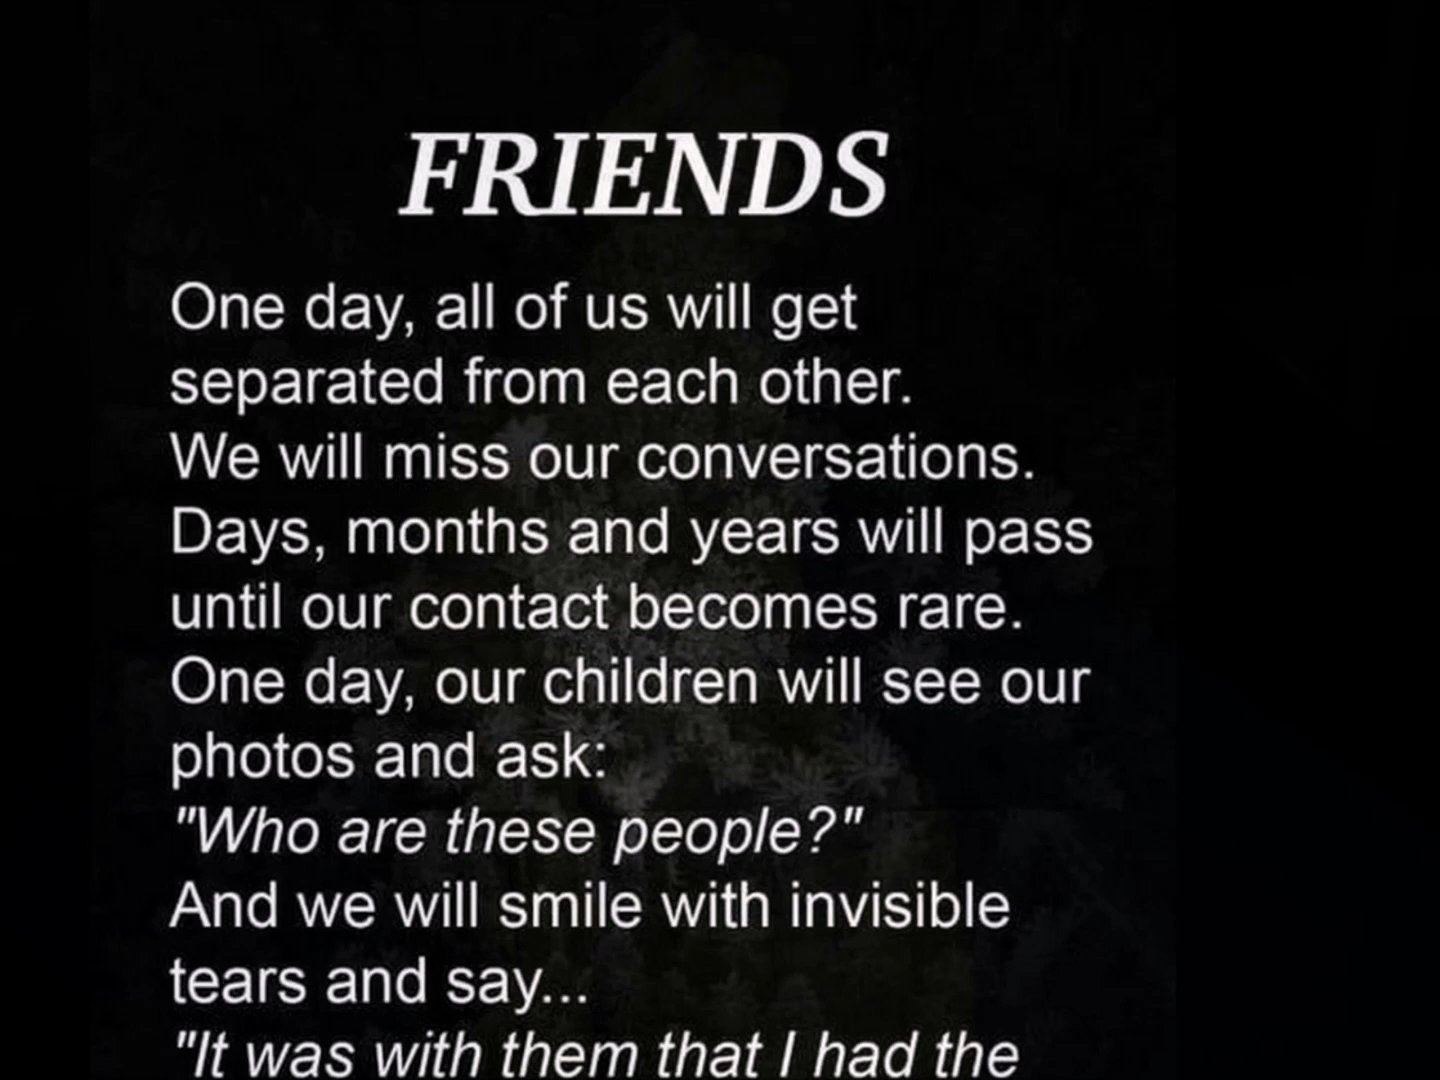 FRIENDS
One day, all of us will get
separated from each other.
We will miss our conversations.
Days, months and years will pass
until our contact becomes rare.
One day, our children will see our
photos and ask:
"Who are these people?"
And we will smile with invisible
tears and say...
"It was with them that I had the